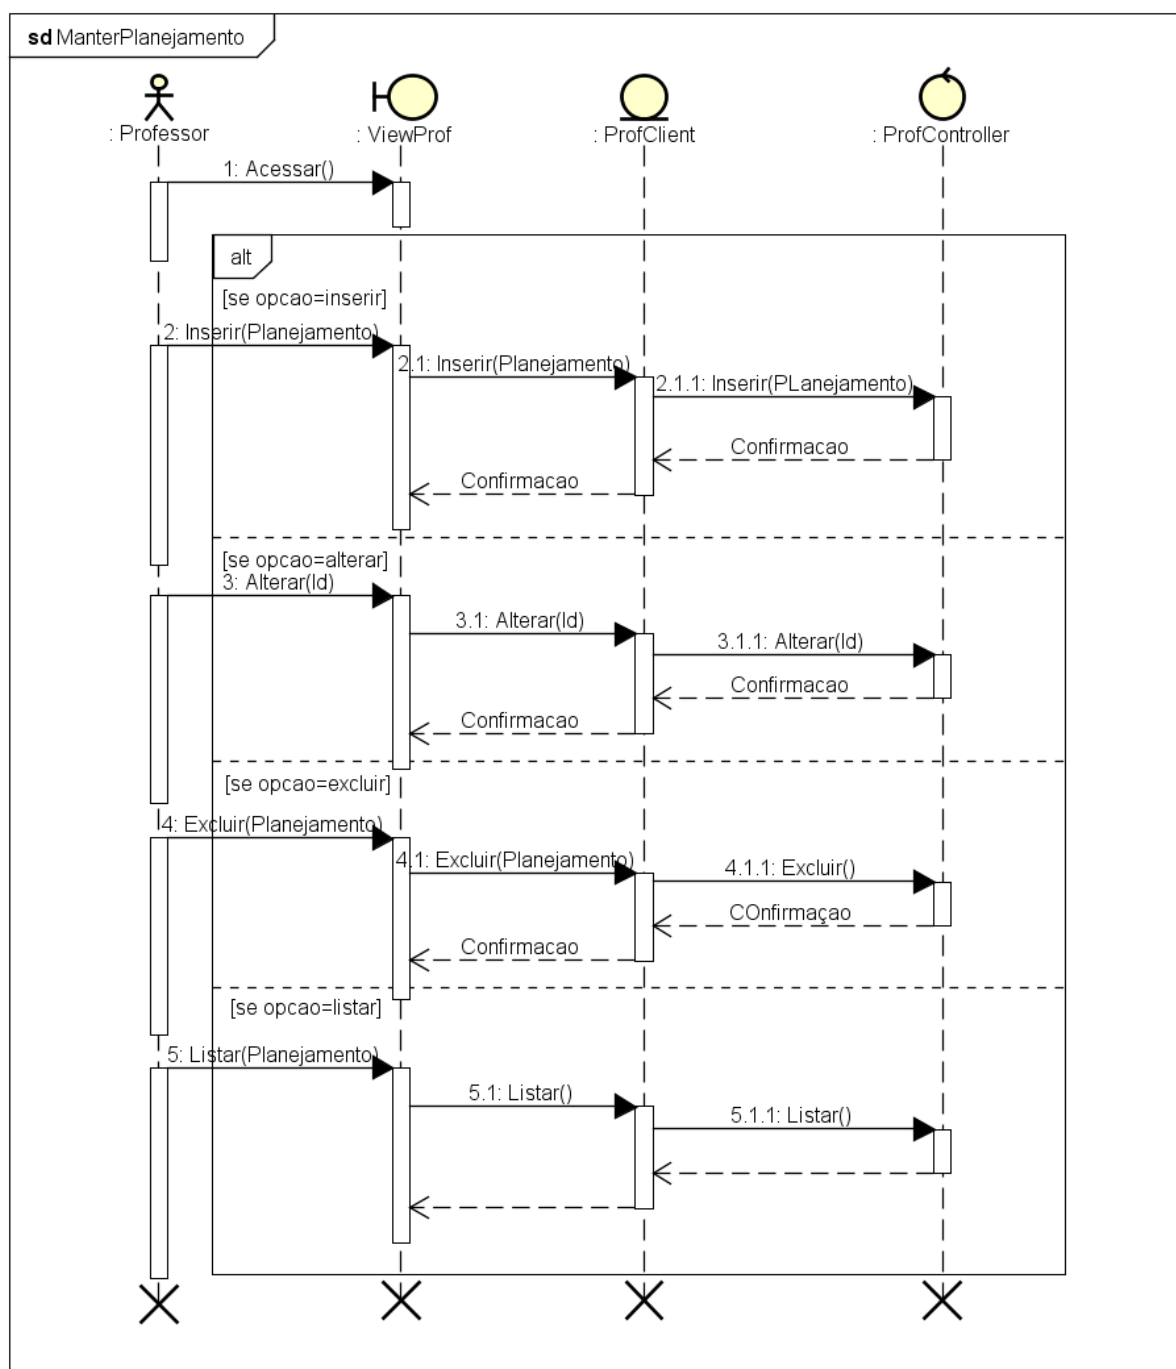 sd ManterPlanejamento
: Professor
: ViewProf
: ProfClient
: ProfController
1: Acessar()
alt
[se opcao=inserir]
2: Inserir(Planejamento)
2.1: Inserir(Planejamento)
2.1.1: Inserir(PLanejamento)
Confirmacao
Confirmacao
[se opcao=alterar]
3: Alterar(Id)
3.1: Alterar(Id)
3.1.1: Alterar(Id)
Confirmacao
Confirmacao
[se opcao=excluir]
4: Excluir(Planejamento)
4.1: Excluir(Planejamento)
4.1.1: Excluir()
COnfirmaçao
Confirmacao
[se opcao=listar]
5: Listar(Planejamento)
5.1: Listar()
5.1.1: Listar()